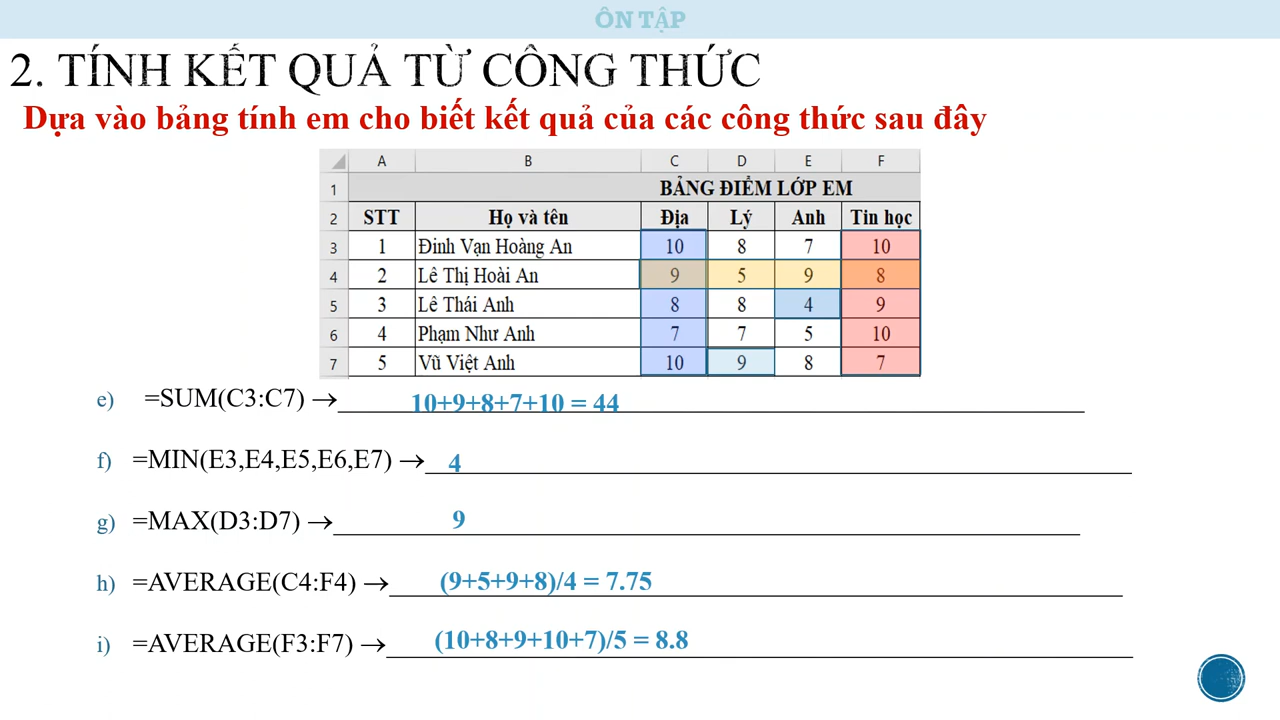 ÔN TẬP
2. TÍNH KẾT QUẢ TỪ CÔNG THỨC
Dựa vào bảng tính em cho biết kết quả của các công thức sau đây
A B C D E F
1 BẢNG ĐIỂM LỚP EM
2 STT Họ và tên Địa Lý Anh Tin học
3 1 Đinh Vạn Hoàng An 10 8 7 10
4 2 Lê Thị Hoài An 9 5 9 8
5 3 Lê Thái Anh 8 8 4 9
6 4 Phạm Như Anh 7 7 5 10
7 5 Vũ Việt Anh 10 9 8 7
e) =SUM(C3:C7) → 10+9+8+7+10 = 44
f) =MIN(E3,E4,E5,E6,E7) → 4
g) =MAX(D3:D7) → 9
h) =AVERAGE(C4:F4) → (9+5+9+8)/4 = 7.75
i) =AVERAGE(F3:F7) → (10+8+9+10+7)/5 = 8.8